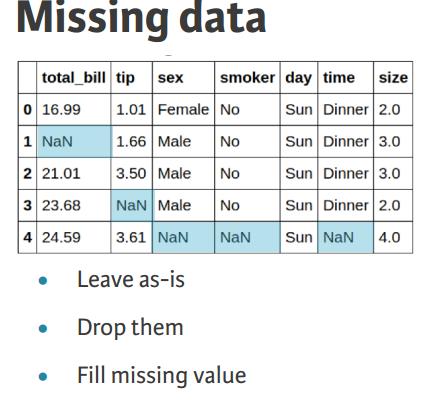 Missing data
total_bill tip sex smoker day time size
0 16.99 1.01 Female No Sun Dinner 2.0
1 NaN 1.66 Male No Sun Dinner 3.0
2 21.01 3.50 Male No Sun Dinner 3.0
3 23.68 NaN Male No Sun Dinner 2.0
4 24.59 3.61 NaN NaN Sun NaN 4.0
• Leave as-is
• Drop them
• Fill missing value